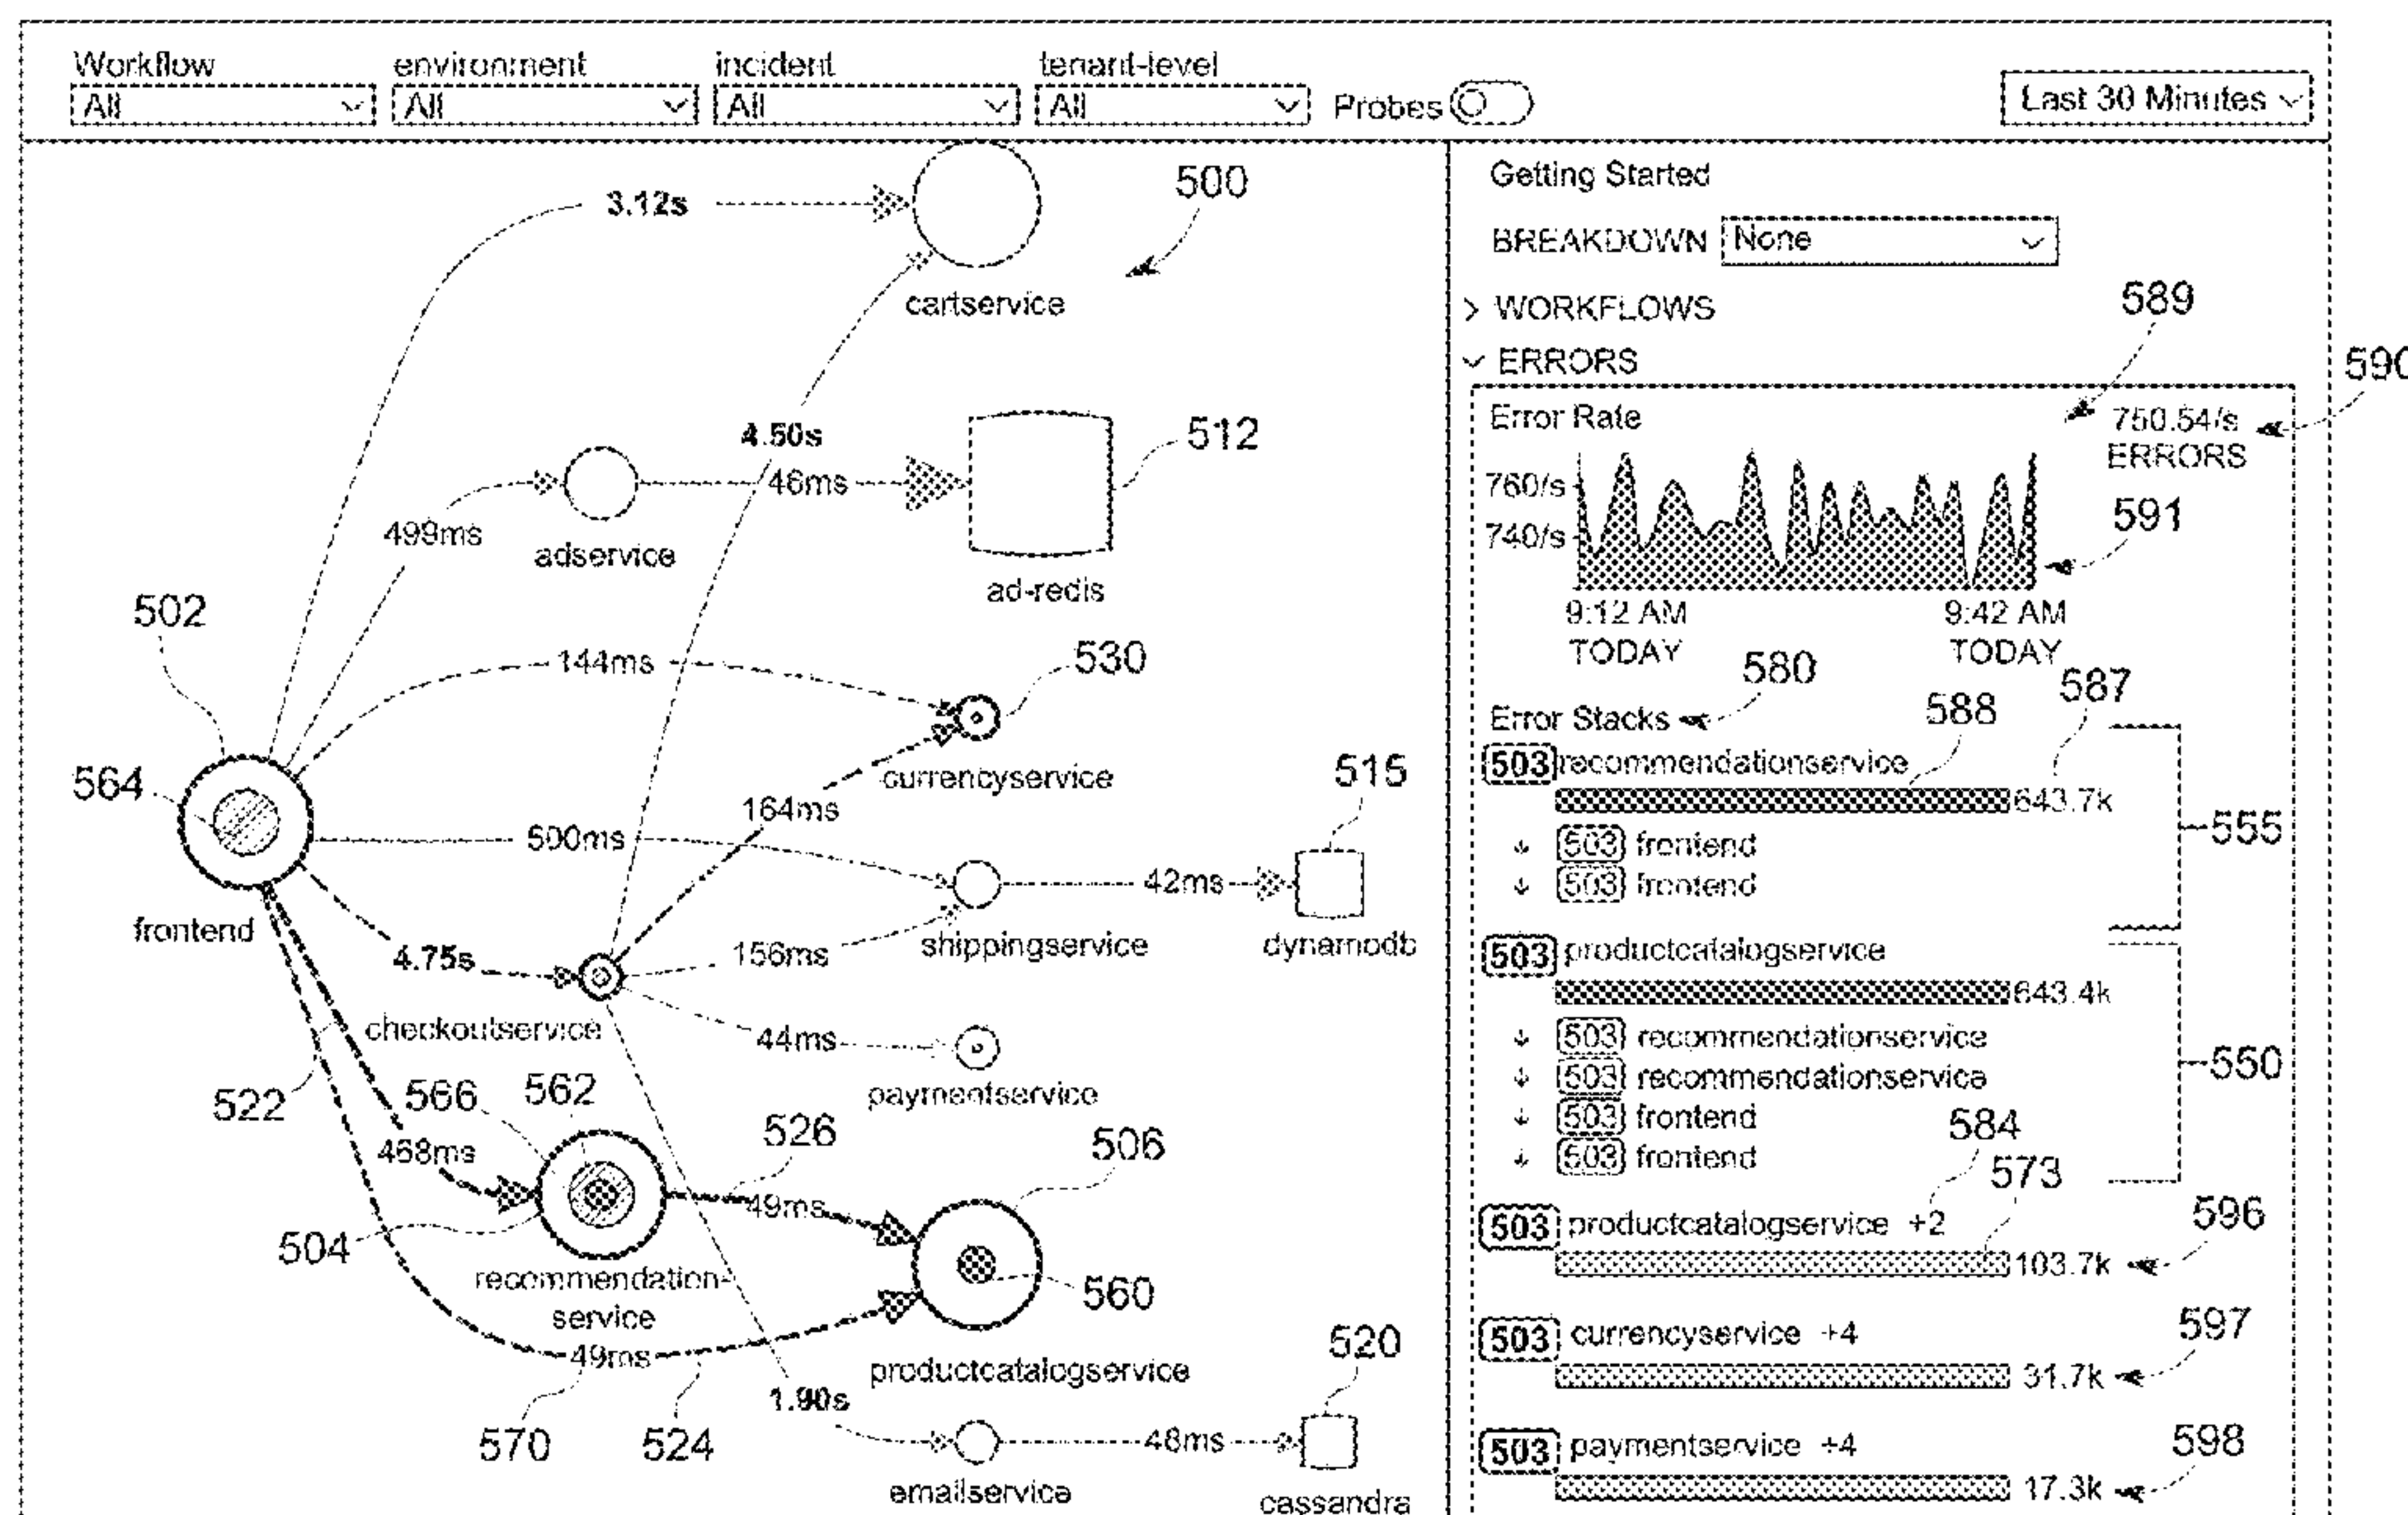 Workflow environment incident tenant-level
All All All All Probes Last 30 Minutes
3.12s
500
cartservice
4.50s
512
46ms
499ms
adservice
ad-redis
502
144ms
530
564
currencyservice
164ms
515
500ms
42ms
frontend
shippingservice
dynamodb
4.75s
156ms
checkoutservice
44ms
522
566
562
paymentservice
526
506
468ms
49ms
504
recommendation-
service
560
49ms
productcatalogservice
520
1.90s
570
524
48ms
emailservice
cassandra
Getting Started
BREAKDOWN None
WORKFLOWS
589
ERRORS
590
Error Rate
750.54/s
ERRORS
760/s
740/s
591
9:12 AM 9:42 AM
TODAY TODAY
580
587
588
Error Stacks
503 recommendationservice
643.7k
503 frontend
555
503 frontend
503 productcatalogservice
643.4k
503 recommendationservice
550
503 recommendationservice
503 frontend
584
503 frontend
573
503 productcatalogservice +2
596
103.7k
503 currencyservice +4
597
31.7k
503 paymentservice +4
598
17.3k